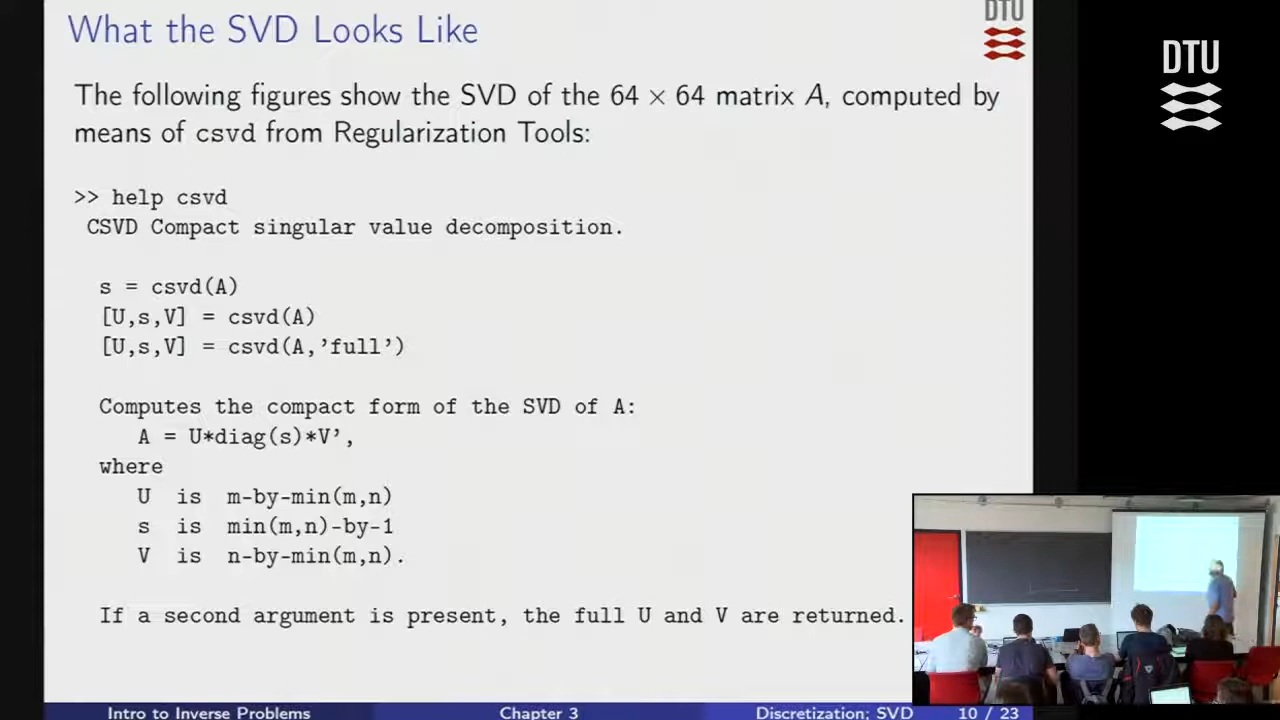 What the SVD Looks Like
DTU
DTU
The following figures show the SVD of the 64 × 64 matrix A, computed by
means of csvd from Regularization Tools:
>> help csvd
CSVD Compact singular value decomposition.
s = csvd(A)
[U,s,V] = csvd(A)
[U,s,V] = csvd(A,’full’)
Computes the compact form of the SVD of A:
A = U*diag(s)*V’,
where
U is m-by-min(m,n)
s is min(m,n)-by-1
V is n-by-min(m,n).
If a second argument is present, the full U and V are returned.
Intro to Inverse Problems Chapter 3 Discretization; SVD 10 / 23